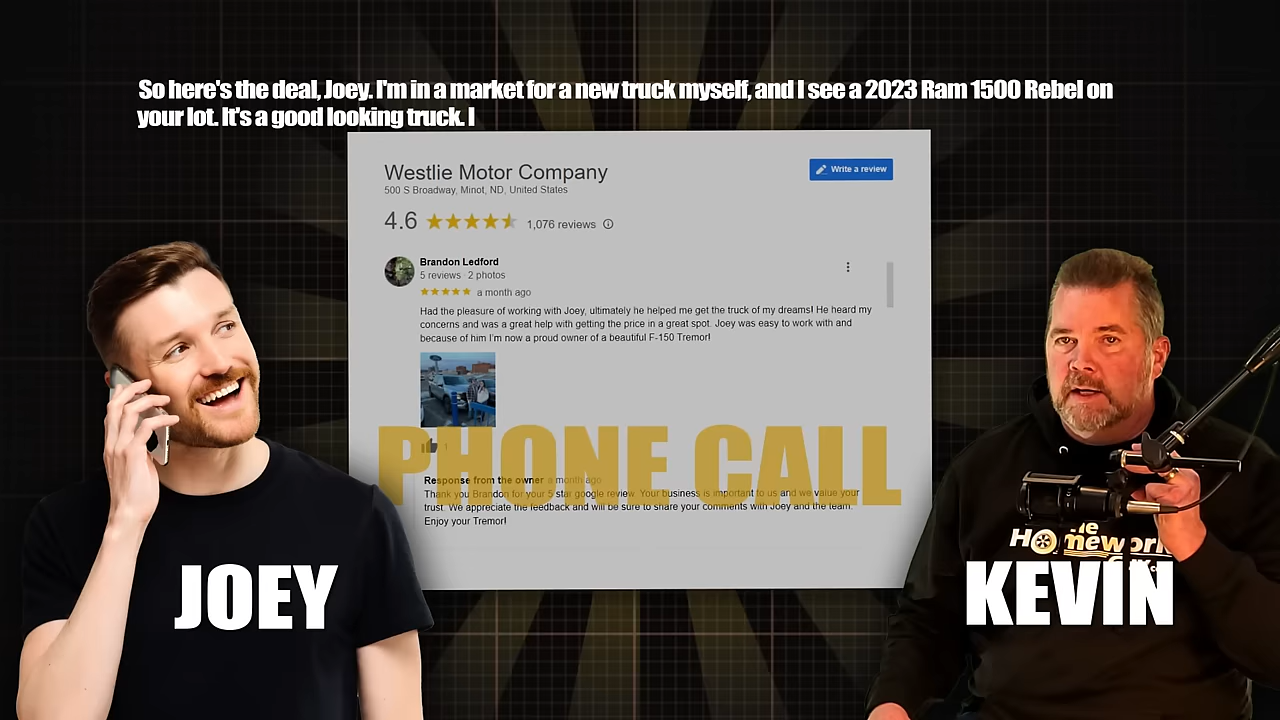 So here's the deal, Joey. I'm in a market for a new truck myself, and I see a 2023 Ram 1500 Rebel on
your lot. It's a good looking truck. I
Westlie Motor Company
Write a review
500 S Broadway, Minot, ND, United States
4.6
1,076 reviews
Brandon Ledford
5 reviews · 2 photos
a month ago
Had the pleasure of working with Joey, ultimately he helped me get the truck of my dreams! He heard my
concerns and was a great help with getting the price in a great spot. Joey was easy to work with and
because of him I'm now a proud owner of a beautiful F-150 Tremor!
PHONE CALL
Response from the owner a month ago
Thank you Brandon for your 5 star google review. Your business is important to us and we value your
trust. We appreciate the feedback and will be sure to share your comments with Joey and the team.
Enjoy your Tremor!
The
Homework
JOEY
KEVIN